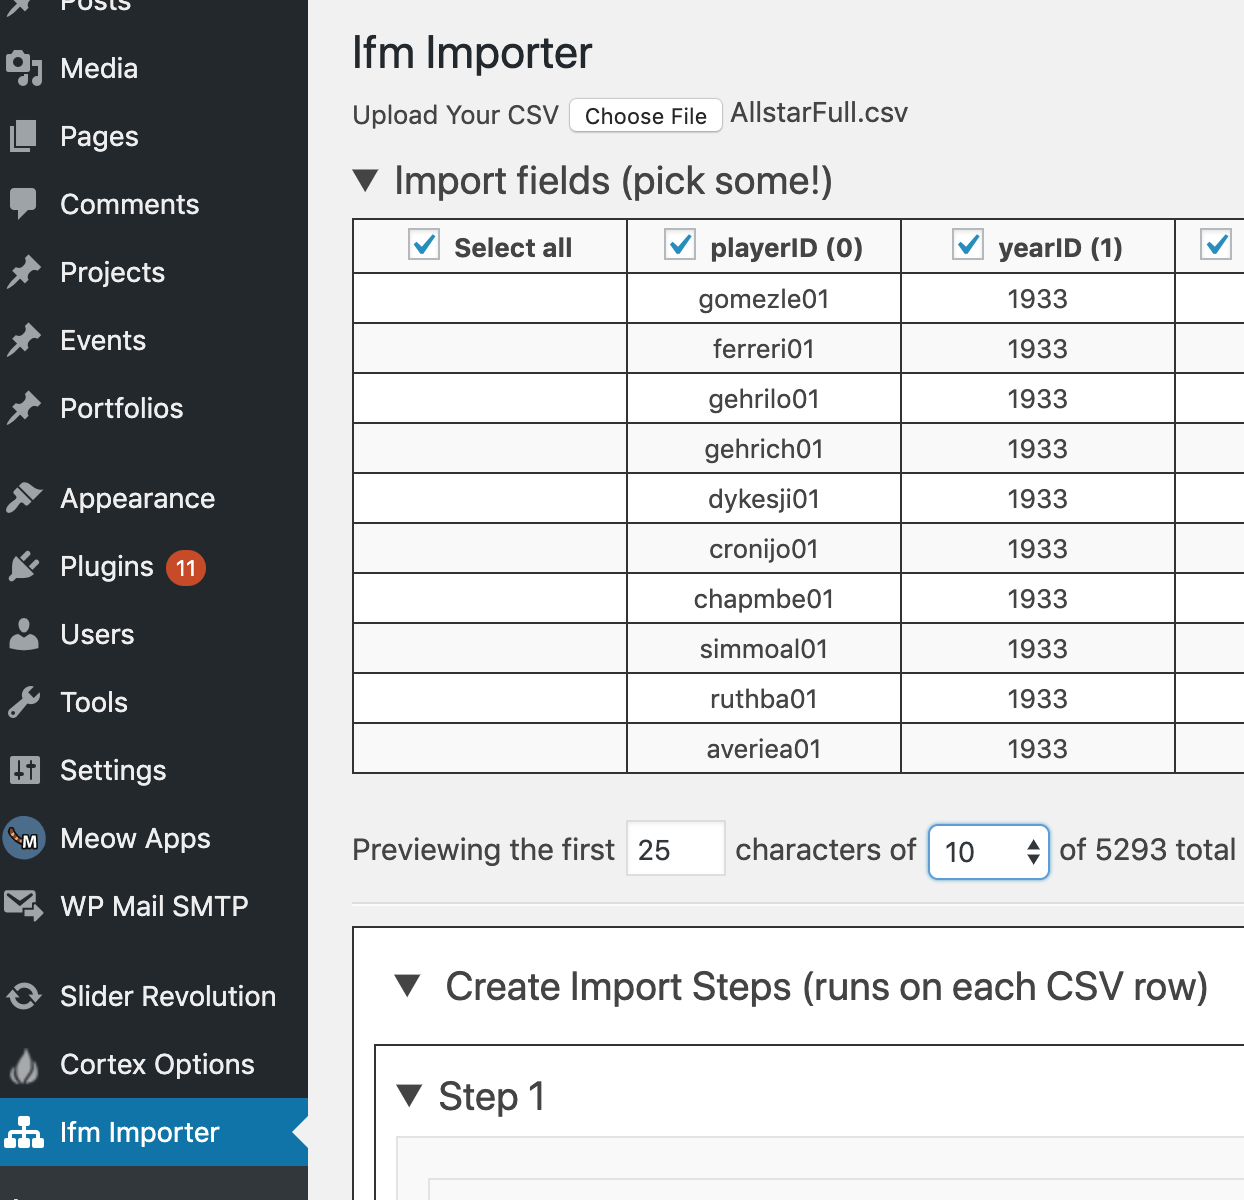 Posts
Media
Pages
Comments
Projects
Events
Portfolios
Appearance
Plugins 11
Users
Tools
Settings
Meow Apps
WP Mail SMTP
Slider Revolution
Cortex Options
Ifm Importer
Ifm Importer
Upload Your CSV Choose File AllstarFull.csv
▼ Import fields (pick some!)
Select all playerID (0) yearID (1)
gomezle01 1933
ferreri01 1933
gehrilo01 1933
gehrich01 1933
dykesji01 1933
cronijo01 1933
chapmbe01 1933
simmoal01 1933
ruthba01 1933
averiea01 1933
Previewing the first 25 characters of 10 of 5293 total
▼ Create Import Steps (runs on each CSV row)
▼ Step 1